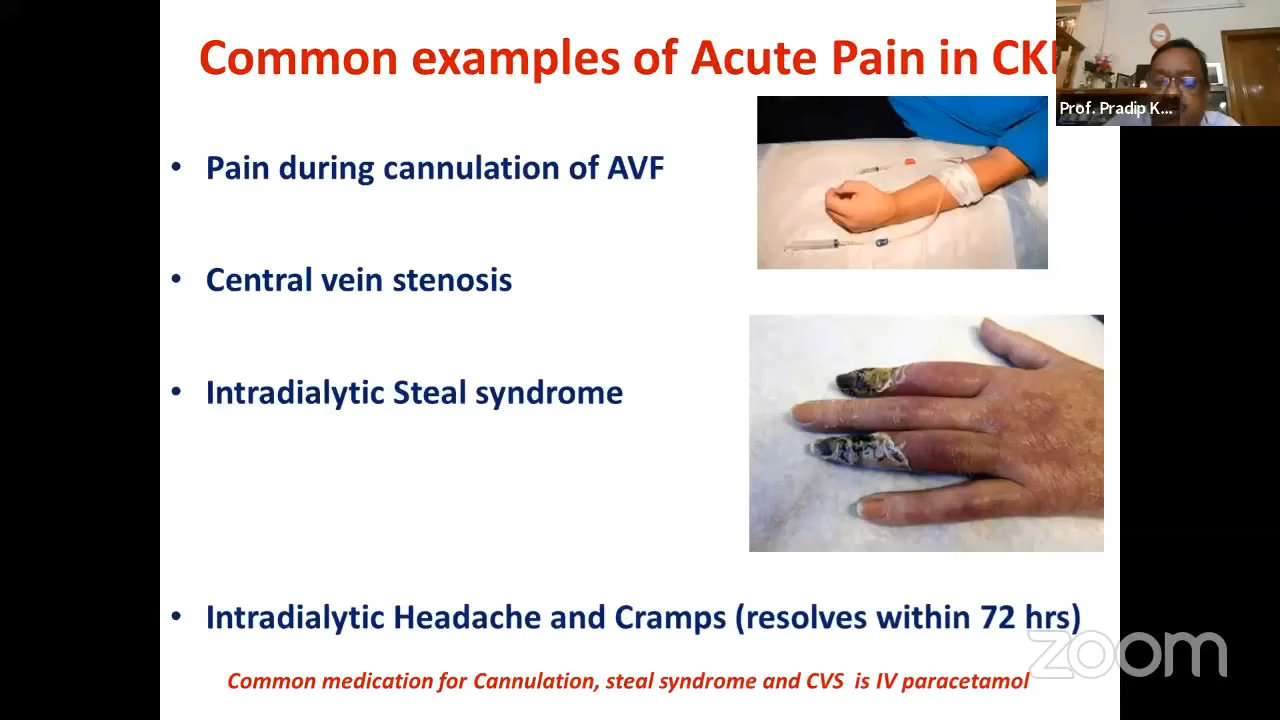 Common examples of Acute Pain in CK
Prof. Pradip K...
• Pain during cannulation of AVF
• Central vein stenosis
• Intradialytic Steal syndrome
• Intradialytic Headache and Cramps (resolves within 72 hrs)
zoom
Common medication for Cannulation, steal syndrome and CVS is IV paracetamol